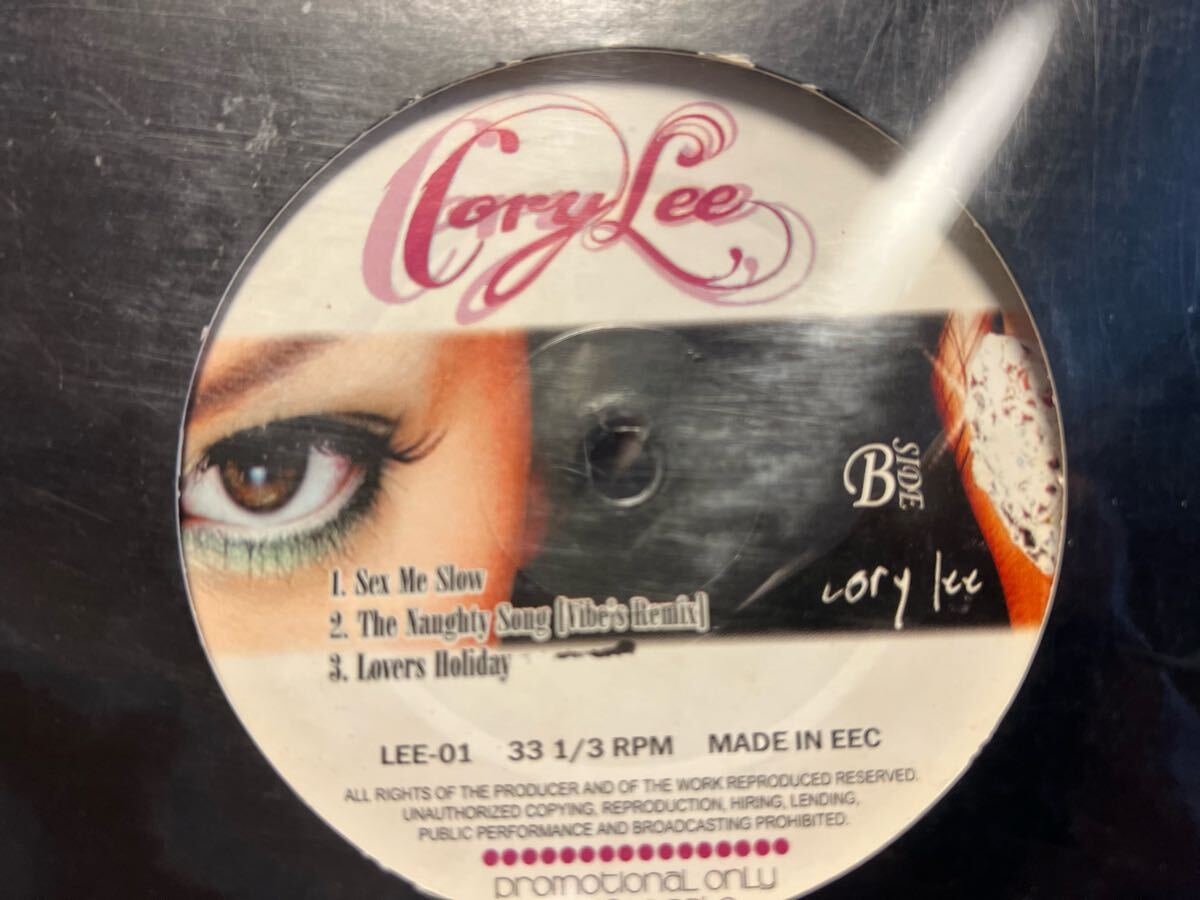 Cory Lee
B SIDE
cory lee
1. Sex Me Slow
2. The Naughty Song (Vibe's Remix)
3. Lovers Holiday
LEE-01 33 1/3 RPM MADE IN EEC
ALL RIGHTS OF THE PRODUCER AND OF THE WORK REPRODUCED RESERVED.
UNAUTHORIZED COPYING, REPRODUCTION, HIRING, LENDING,
PUBLIC PERFORMANCE AND BROADCASTING PROHIBITED.
promotional only